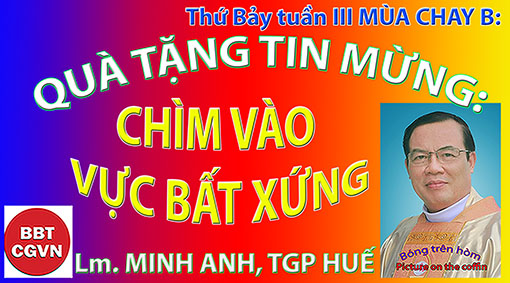 Thứ Bảy tuần III MÙA CHAY B:
QUÀ TẶNG TIN MỪNG:
CHÌM VÀO
VỰC BẤT XỨNG
BBT
CGVN
Lm. MINH ANH, TGP HUẾ
Bóng trên hòm
Picture on the coffin